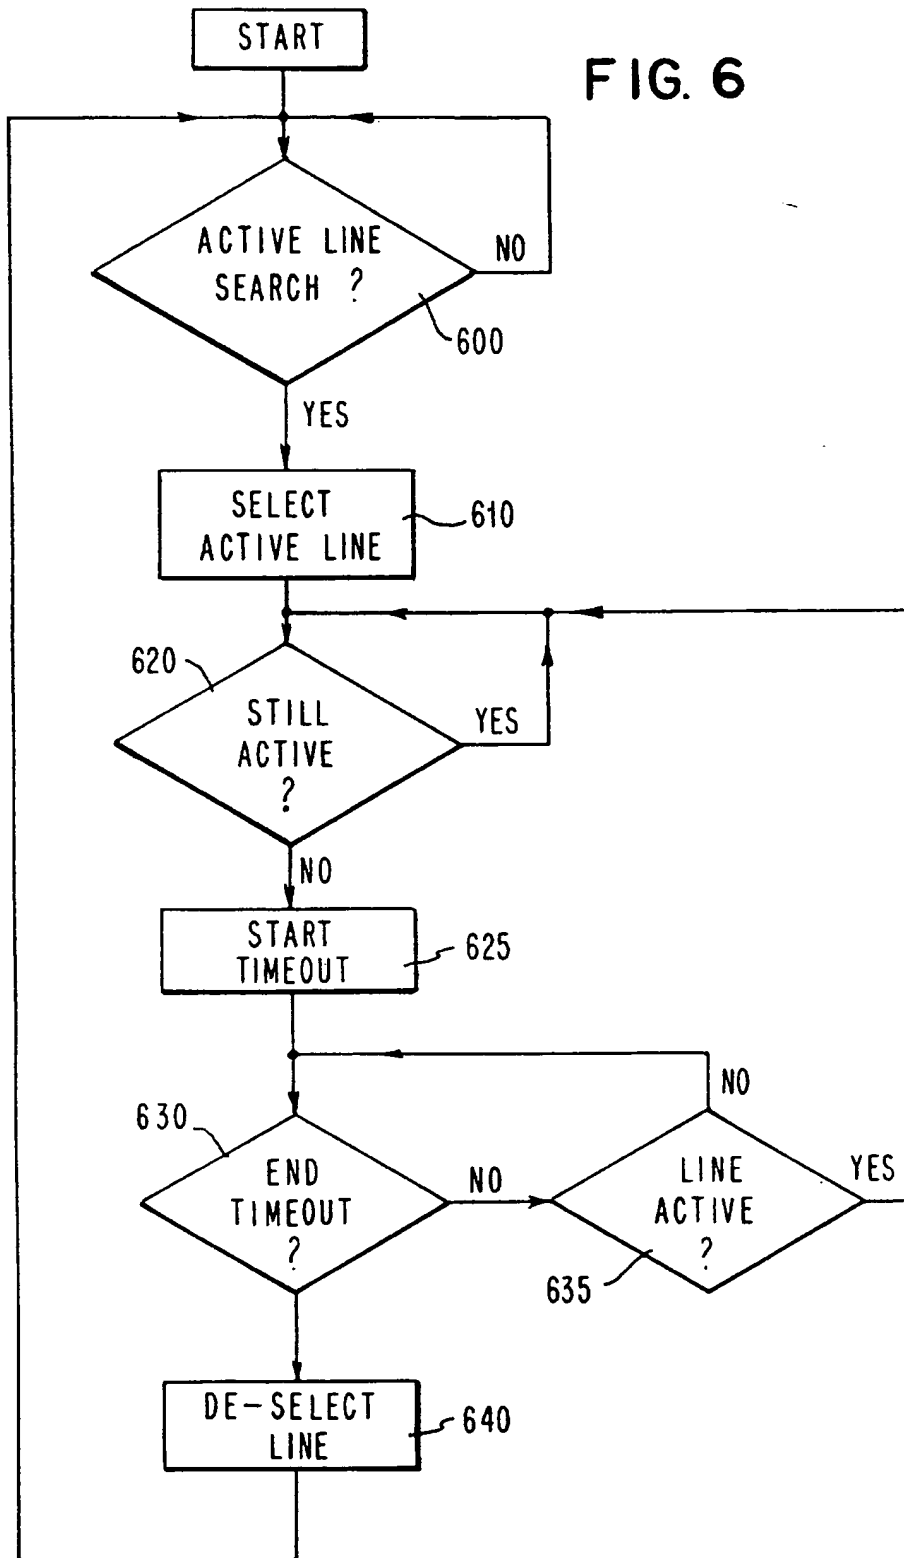 START
FIG. 6
ACTIVE LINE
SEARCH ?
NO
600
YES
SELECT
ACTIVE LINE
610
620
STILL
ACTIVE
?
YES
NO
START
TIMEOUT
625
630
END
TIMEOUT
?
NO
NO
LINE
ACTIVE
?
YES
635
DE-SELECT
LINE
640